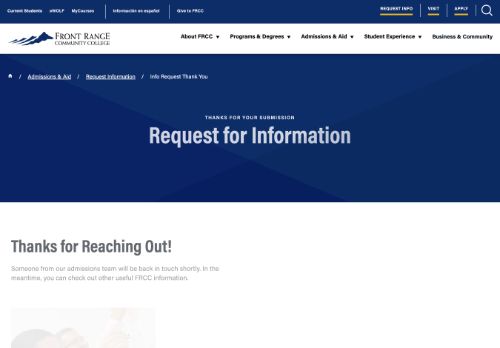 Current Students eWOLF MyCourses Información en español Give to FRCC REQUEST INFO VISIT APPLY
FRONT RANGE
COMMUNITY COLLEGE
About FRCC Programs & Degrees Admissions & Aid Student Experience Business & Community
/ Admissions & Aid / Request Information / Info Request Thank You
THANKS FOR YOUR SUBMISSION
Request for Information
Thanks for Reaching Out!
Someone from our admissions team will be back in touch shortly. In the
meantime, you can check out other useful FRCC information.